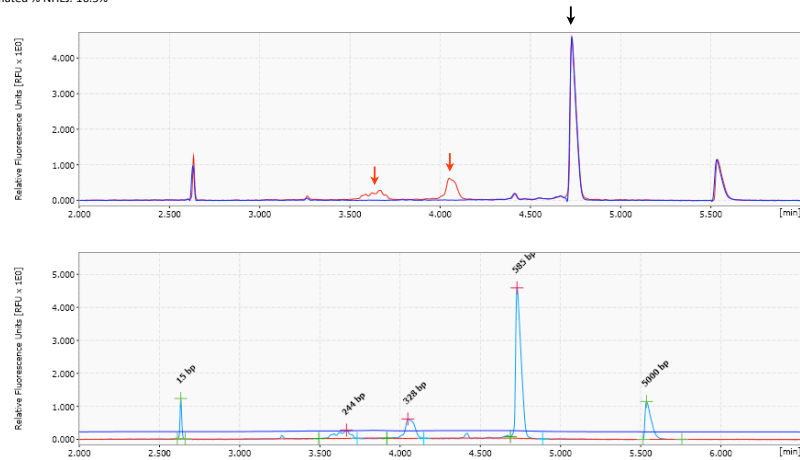 Relative Fluorescence Units [RFU x 1E0]
4.000
3.000
2.000
1.000
0.000
2.000 2.500 3.000 3.500 4.000 4.500 5.000 5.500
[min]
Relative Fluorescence Units [RFU x 1E0]
5.000
4.000
3.000
2.000
1.000
0.000
15 bp
244 bp
328 bp
585 bp
5000 bp
2.000 2.500 3.000 3.500 4.000 4.500 5.000 5.500 6.000
[min]